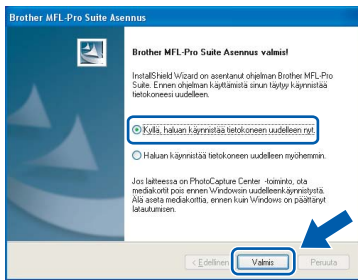 Brother MFL-Pro Suite Asennus
Brother MFL-Pro Suite Asennus valmis!
InstallShield Wizard on asentanut ohjelman Brother MFL-Pro
Suite. Ennen ohjelman käyttämistä sinun täytyy käynnistää
tietokoneesi uudelleen.
Kyllä, haluan käynnistää tietokoneen uudelleen nyt.
Haluan käynnistää tietokoneen uudelleen myöhemmin.
Jos laitteessa on PhotoCapture Center -toiminto, ota
mediakortit pois ennen Windowsin uudelleenkäynnistystä.
Älä aseta mediakorttia, ennen kuin Windows on päättänyt
latautumisen.
< Edellinen Valmis Peruuta